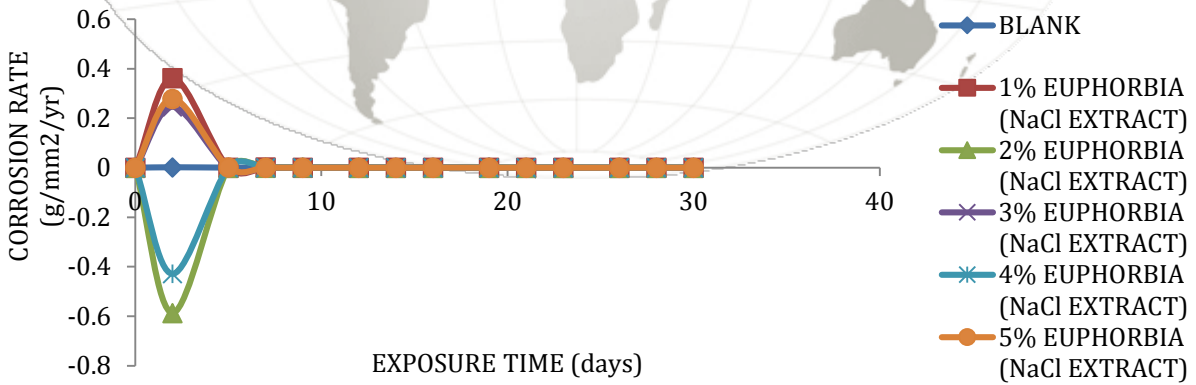 0.6
0.4
0.2
0
-0.2
-0.4
-0.6
-0.8
0
10
20
30
40
CORROSION RATE
(g/mm2/yr)
EXPOSURE TIME (days)
BLANK
1% EUPHORBIA
(NaCl EXTRACT)
2% EUPHORBIA
(NaCl EXTRACT)
3% EUPHORBIA
(NaCl EXTRACT)
4% EUPHORBIA
(NaCl EXTRACT)
5% EUPHORBIA
(NaCl EXTRACT)